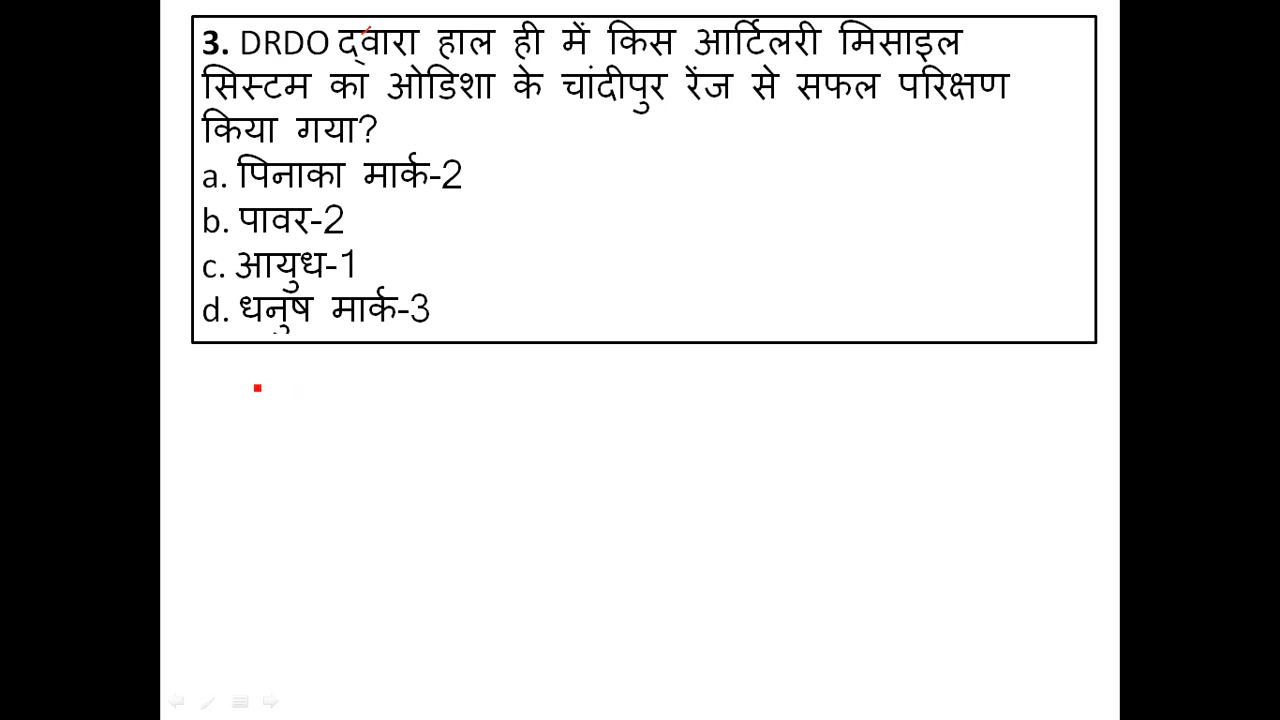 3. DRDO द्वारा हाल ही में किस आर्टिलरी मिसाइल
सिस्टम का ओडिशा के चांदीपुर रेंज से सफल परिक्षण
किया गया?
a. पिनाका मार्क-2
b. पावर-2
c. आयुध-1
d. धनुष मार्क-3